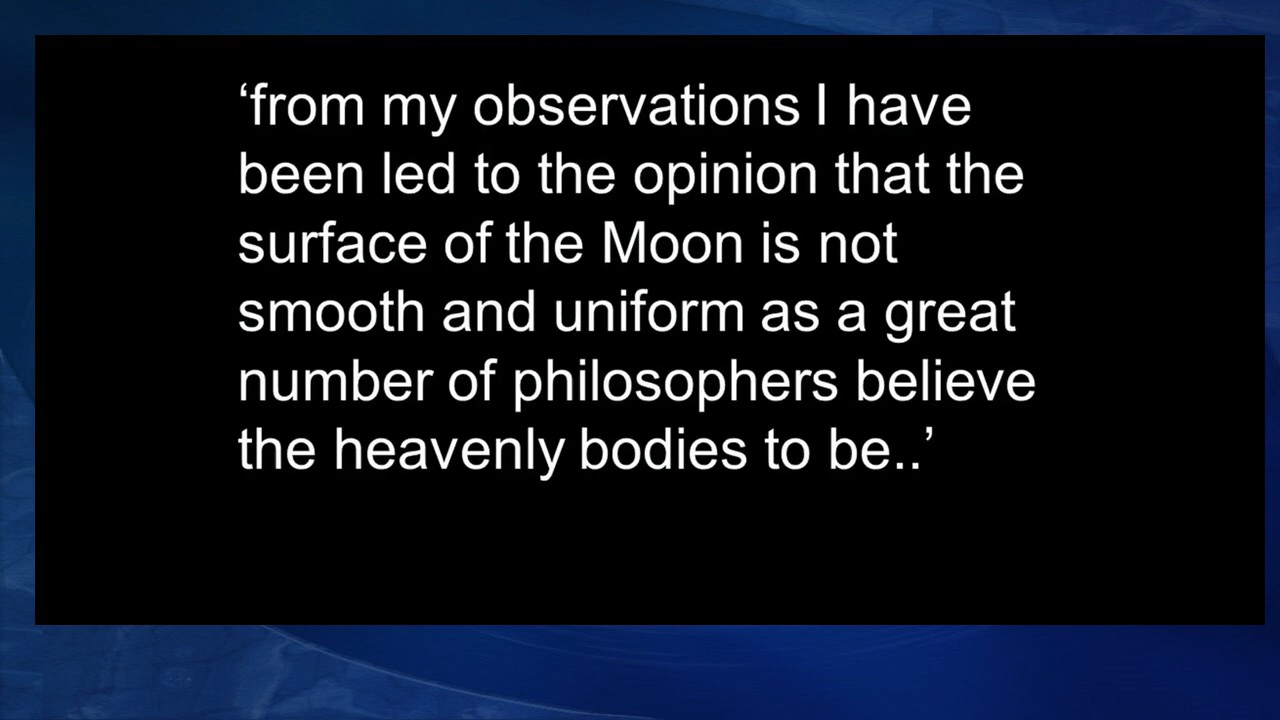 ‘from my observations I have
been led to the opinion that the
surface of the Moon is not
smooth and uniform as a great
number of philosophers believe
the heavenly bodies to be..’